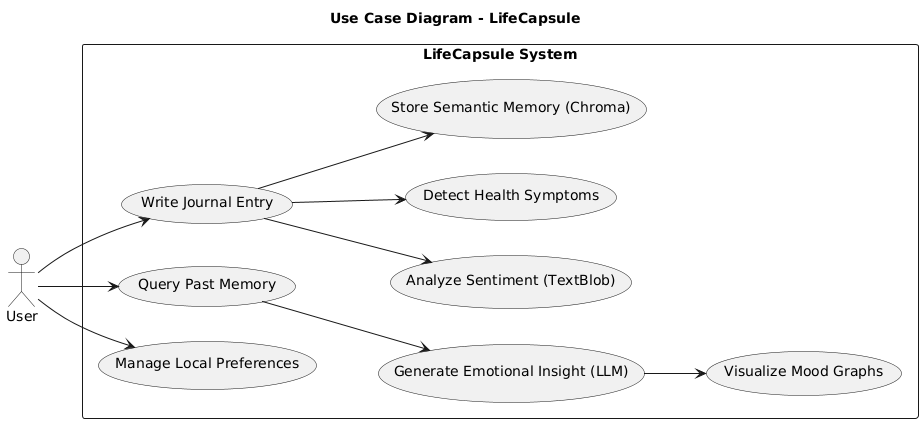 Use Case Diagram - LifeCapsule
LifeCapsule System
Store Semantic Memory (Chroma)
Write Journal Entry
Detect Health Symptoms
Analyze Sentiment (TextBlob)
User
Query Past Memory
Manage Local Preferences
Generate Emotional Insight (LLM)
Visualize Mood Graphs